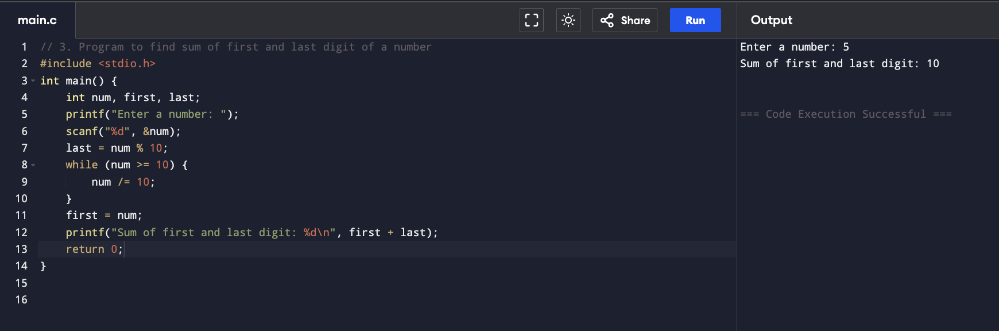 main.c
Share
Run
Output
1 // 3. Program to find sum of first and last digit of a number
2 #include <stdio.h>
3 int main() {
4     int num, first, last;
5     printf("Enter a number: ");
6     scanf("%d", &num);
7     last = num % 10;
8     while (num >= 10) {
9         num /= 10;
10     }
11     first = num;
12     printf("Sum of first and last digit: %d\n", first + last);
13     return 0;
14 }
15
16
Enter a number: 5
Sum of first and last digit: 10
=== Code Execution Successful ===